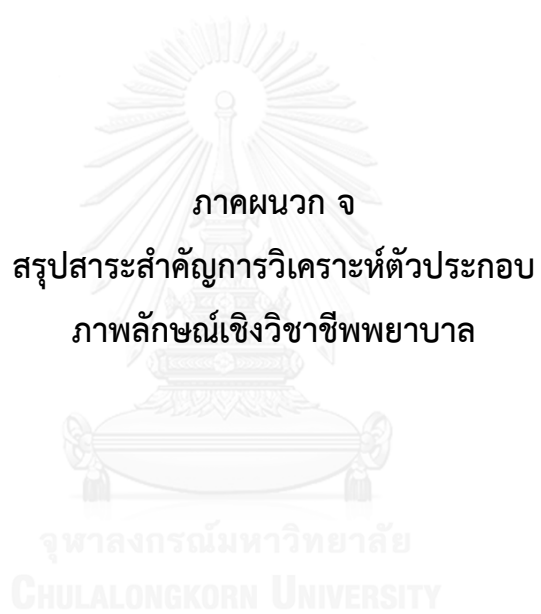 ภาคผนวก จ
สรุปสาระสำคัญการวิเคราะห์ตัวประกอบ
ภาพลักษณ์เชิงวิชาชีพพยาบาล
จุฬาลงกรณ์มหาวิทยาลัย
CHULALONGKORN UNIVERSITY